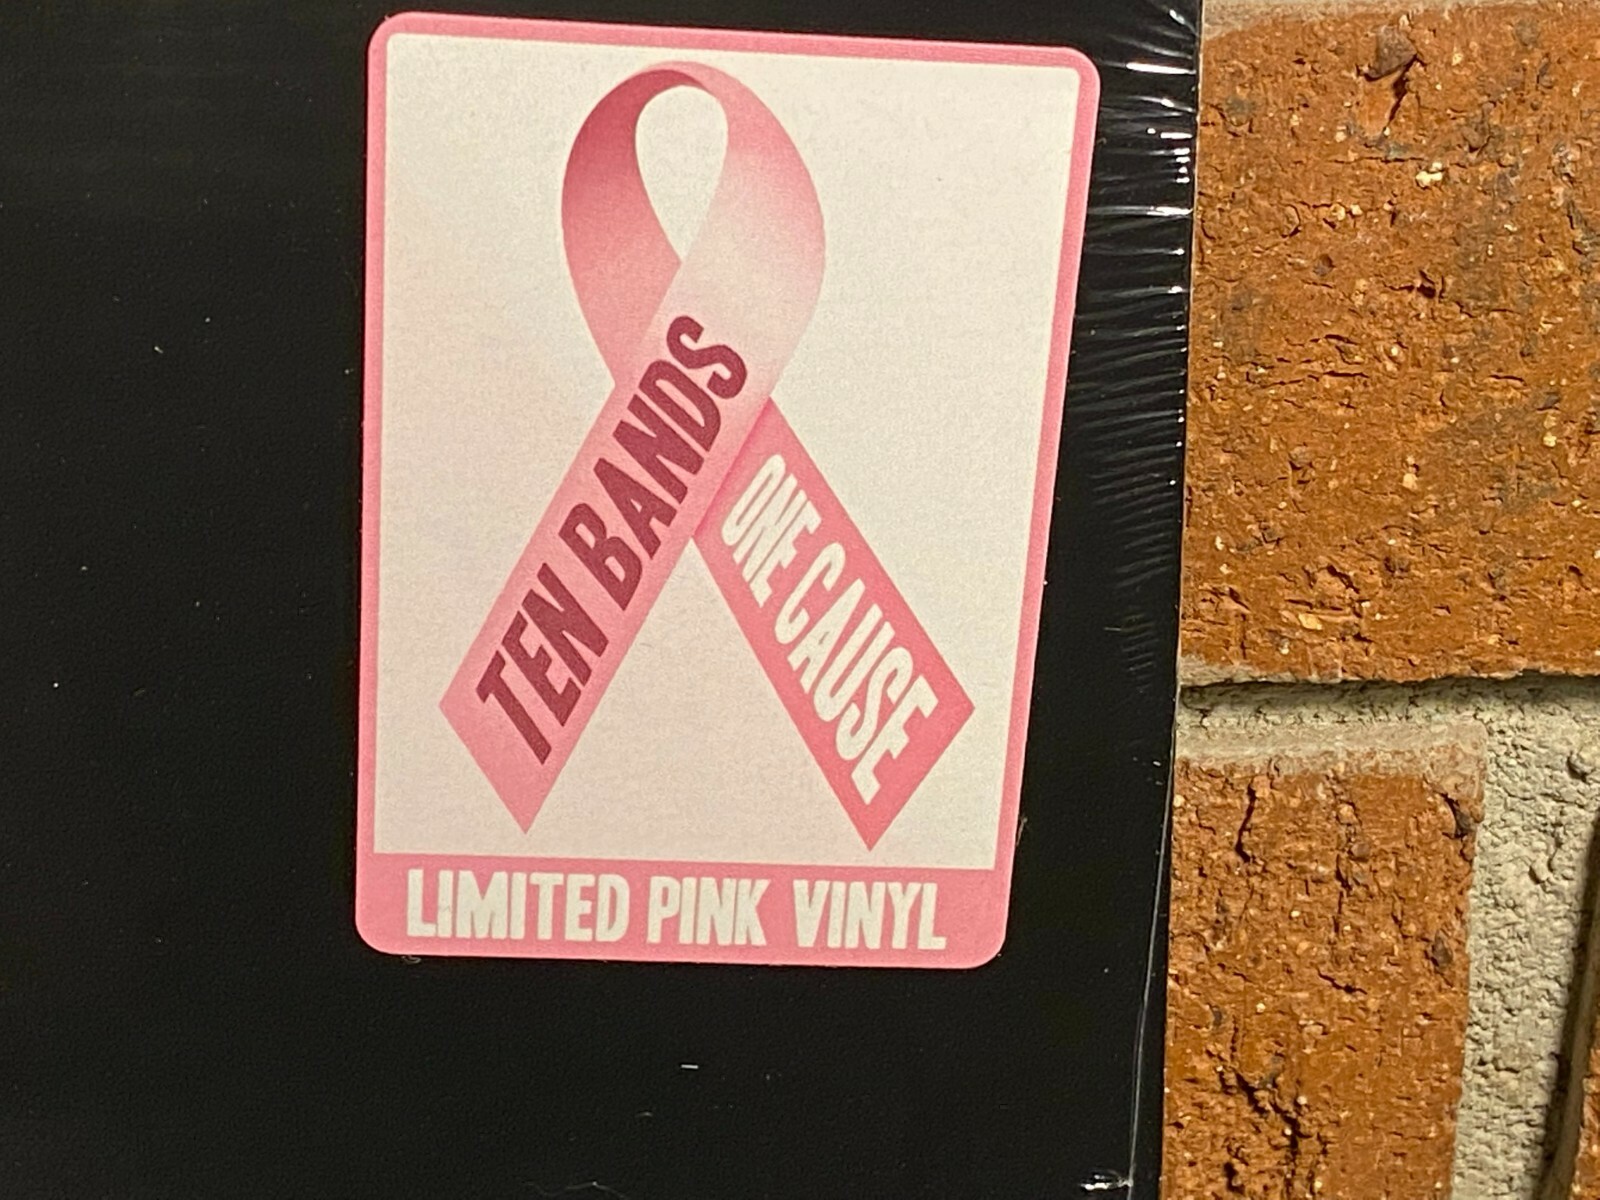 TEN BANDS
ONE CAUSE
LIMITED PINK VINYL